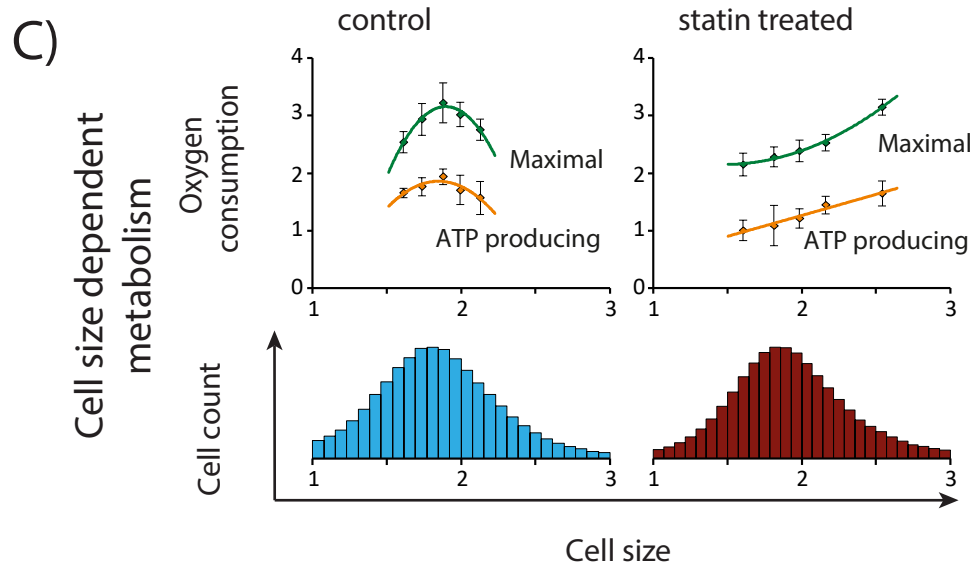 C)
control
statin treated
Cell size dependent
metabolism
Oxygen
consumption
4
3
2
1
0
Maximal
ATP producing
1
2
3
4
3
2
1
0
Maximal
ATP producing
1
2
3
Cell count
1
2
3
1
2
3
Cell size